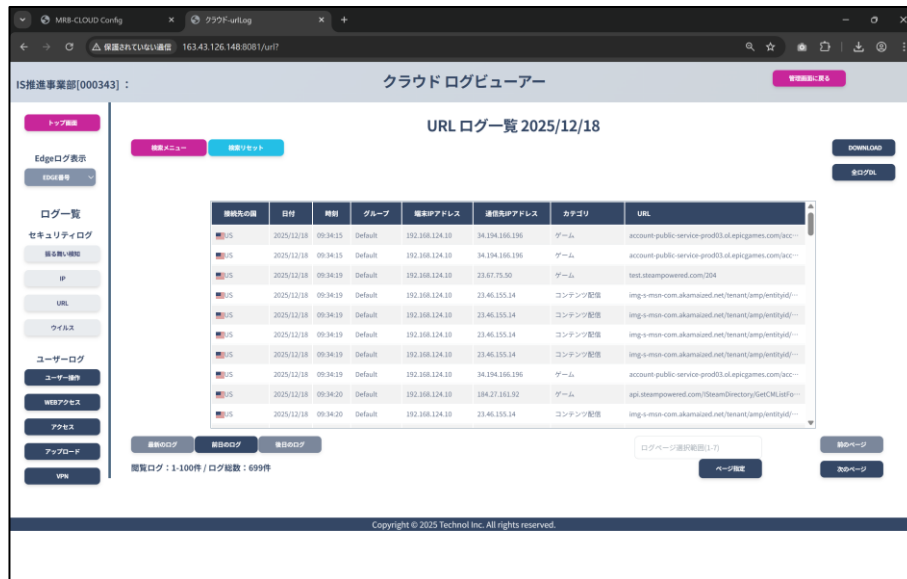 MRB-CLOUD Config
クラウド-urlLog
保護されていない通信 163.43.126.148:8081/url?
IS推進事業部[000343] :
クラウド ログビューアー
管理画面に戻る
トップ画面
URL ログ一覧 2025/12/18
検索メニュー 検索リセット
DOWNLOAD
全ログDL
Edgeログ表示
EDGE番号
ログ一覧
セキュリティログ
振る舞い検知
IP
URL
ウイルス
ユーザーログ
ユーザー操作
WEBアクセス
アクセス
アップロード
VPN
接続先の国 日付 時刻 グループ 端末IPアドレス 通信先IPアドレス カテゴリ URL
US 2025/12/18 09:34:15 Default 192.168.124.10 34.194.166.196 ゲーム account-public-service-prod03.ol.epicgames.com/acc…
US 2025/12/18 09:34:15 Default 192.168.124.10 34.194.166.196 ゲーム account-public-service-prod03.ol.epicgames.com/acc…
US 2025/12/18 09:34:19 Default 192.168.124.10 23.67.75.50 ゲーム test.steampowered.com/204
US 2025/12/18 09:34:19 Default 192.168.124.10 23.46.155.14 コンテンツ配信 img-s-msn-com.akamaized.net/tenant/amp/entityid/…
US 2025/12/18 09:34:19 Default 192.168.124.10 23.46.155.14 コンテンツ配信 img-s-msn-com.akamaized.net/tenant/amp/entityid/…
US 2025/12/18 09:34:19 Default 192.168.124.10 23.46.155.14 コンテンツ配信 img-s-msn-com.akamaized.net/tenant/amp/entityid/…
US 2025/12/18 09:34:19 Default 192.168.124.10 23.46.155.14 コンテンツ配信 img-s-msn-com.akamaized.net/tenant/amp/entityid/…
US 2025/12/18 09:34:19 Default 192.168.124.10 34.194.166.196 ゲーム account-public-service-prod03.ol.epicgames.com/acc…
US 2025/12/18 09:34:20 Default 192.168.124.10 184.27.161.92 ゲーム api.steampowered.com/ISteamDirectory/GetCMListFo…
US 2025/12/18 09:34:20 Default 192.168.124.10 23.46.155.14 コンテンツ配信 img-s-msn-com.akamaized.net/tenant/amp/entityid/…
最新のログ 前日のログ 後日のログ
ログページ選択範囲(1-7)
前のページ
閲覧ログ：1-100件 / ログ総数：699件
ページ指定
次のページ
Copyright © 2025 Technol Inc. All rights reserved.